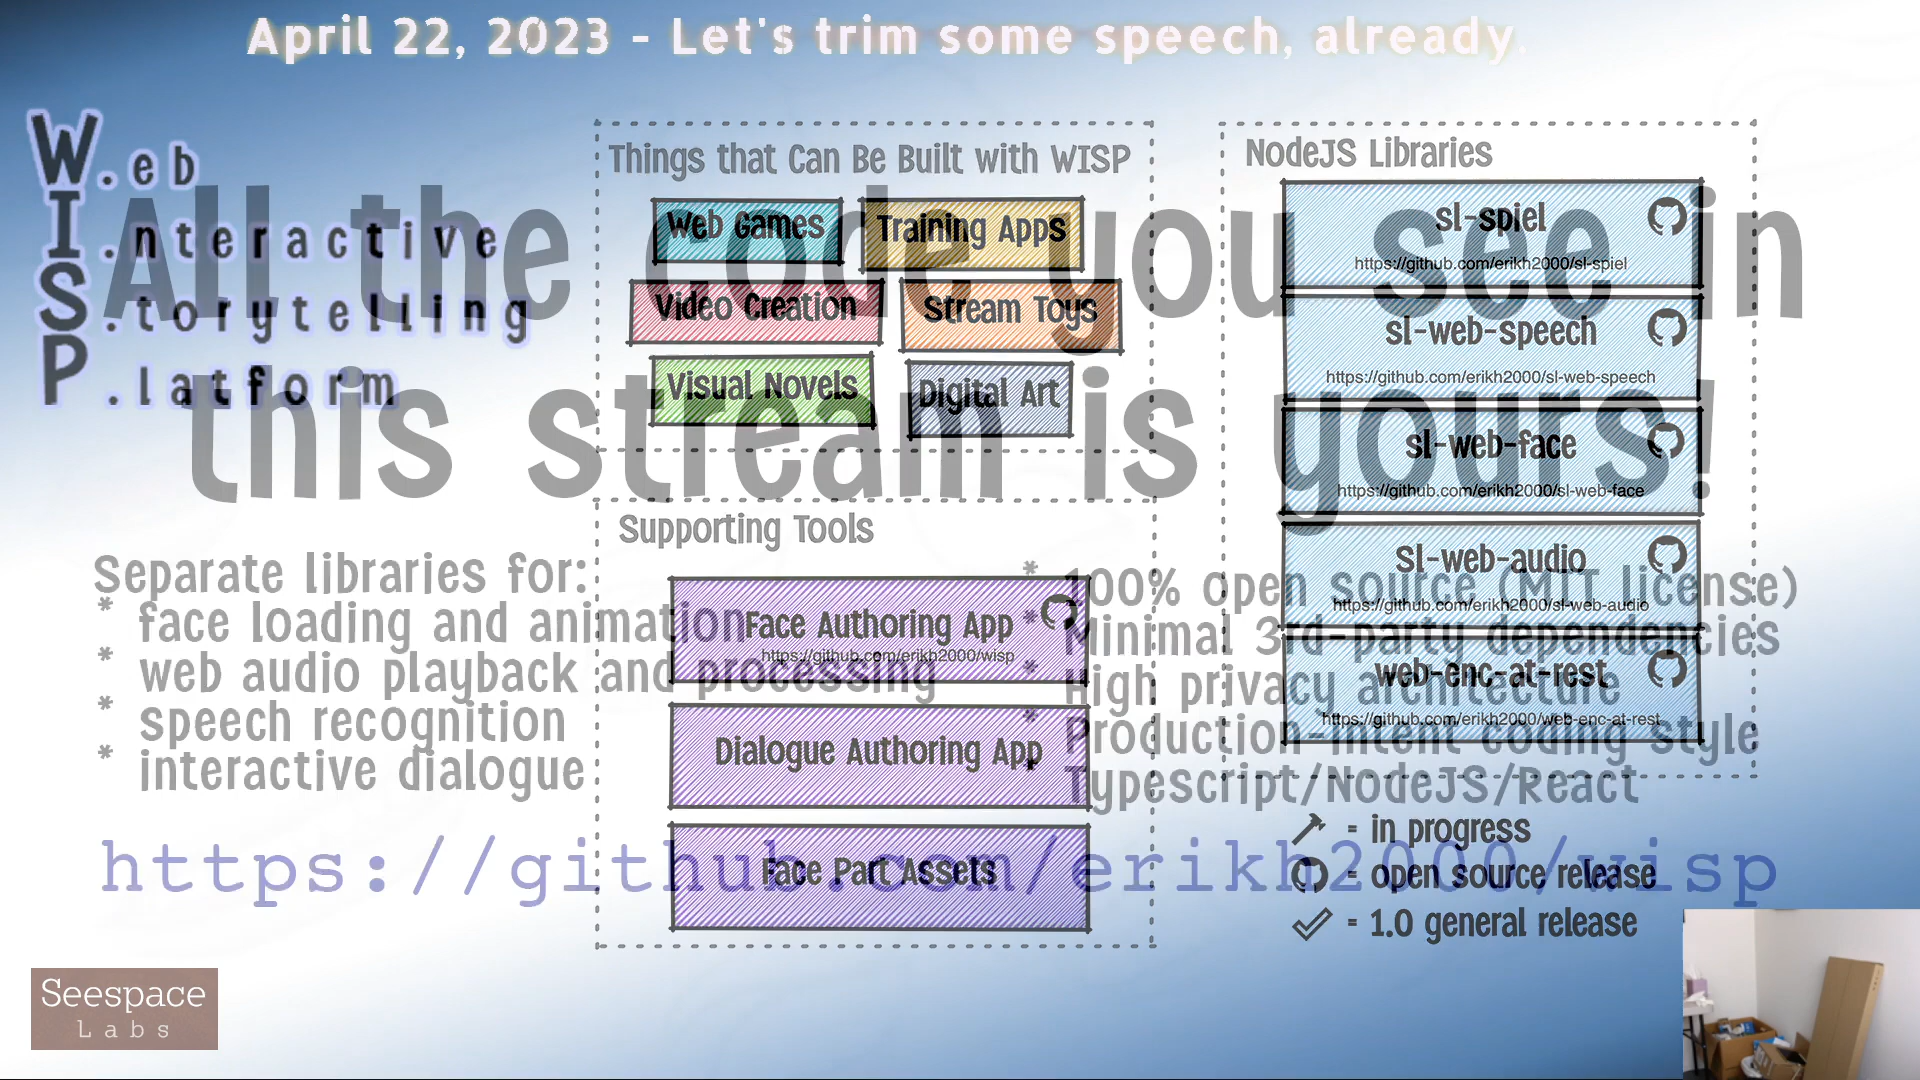 April 22, 2023 - Let's trim some speech, already.
W.eb
I.nteractive
S.torytelling
P.latform
All the code you see in
this stream is yours!
Things that Can Be Built with WISP
Web Games
Training Apps
Video Creation
Stream Toys
Visual Novels
Digital Art
Supporting Tools
Face Authoring App
https://github.com/erikh2000/wisp
Dialogue Authoring App
Face Part Assets
NodeJS Libraries
sl-spiel
https://github.com/erikh2000/sl-spiel
sl-web-speech
https://github.com/erikh2000/sl-web-speech
sl-web-face
https://github.com/erikh2000/sl-web-face
Sl-web-audio
https://github.com/erikh2000/sl-web-audio
web-enc-at-rest
https://github.com/erikh2000/web-enc-at-rest
= in progress
= open source release
= 1.0 general release
Separate libraries for:
* face loading and animation
* web audio playback and processing
* speech recognition
* interactive dialogue
* 100% open source (MIT license)
* Minimal 3rd-party dependencies
* High privacy architecture
* Production-intent coding style
* Typescript/NodeJS/React
https://github.com/erikh2000/wisp
Seespace
Labs